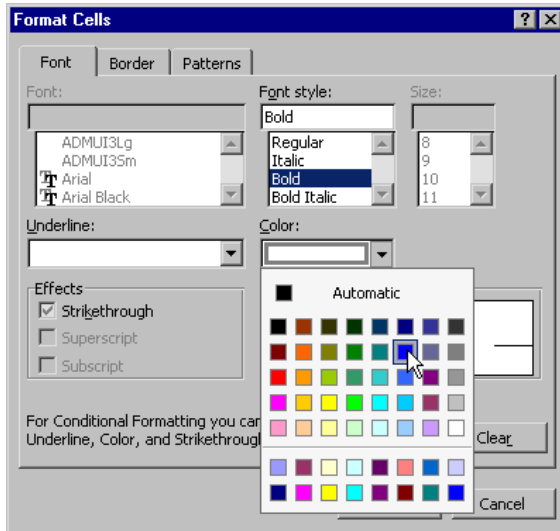 Format Cells
? X
Font Border Patterns
Font: Font style: Size:
Bold
ADMUI3Lg Regular 8
ADMUI3Sm Italic 9
Arial Bold 10
Arial Black Bold Italic 11
Underline: Color:
Automatic
Effects
Strikethrough
Superscript
Subscript
For Conditional Formatting you can
Underline, Color, and Strikethroug
Clear
Cancel